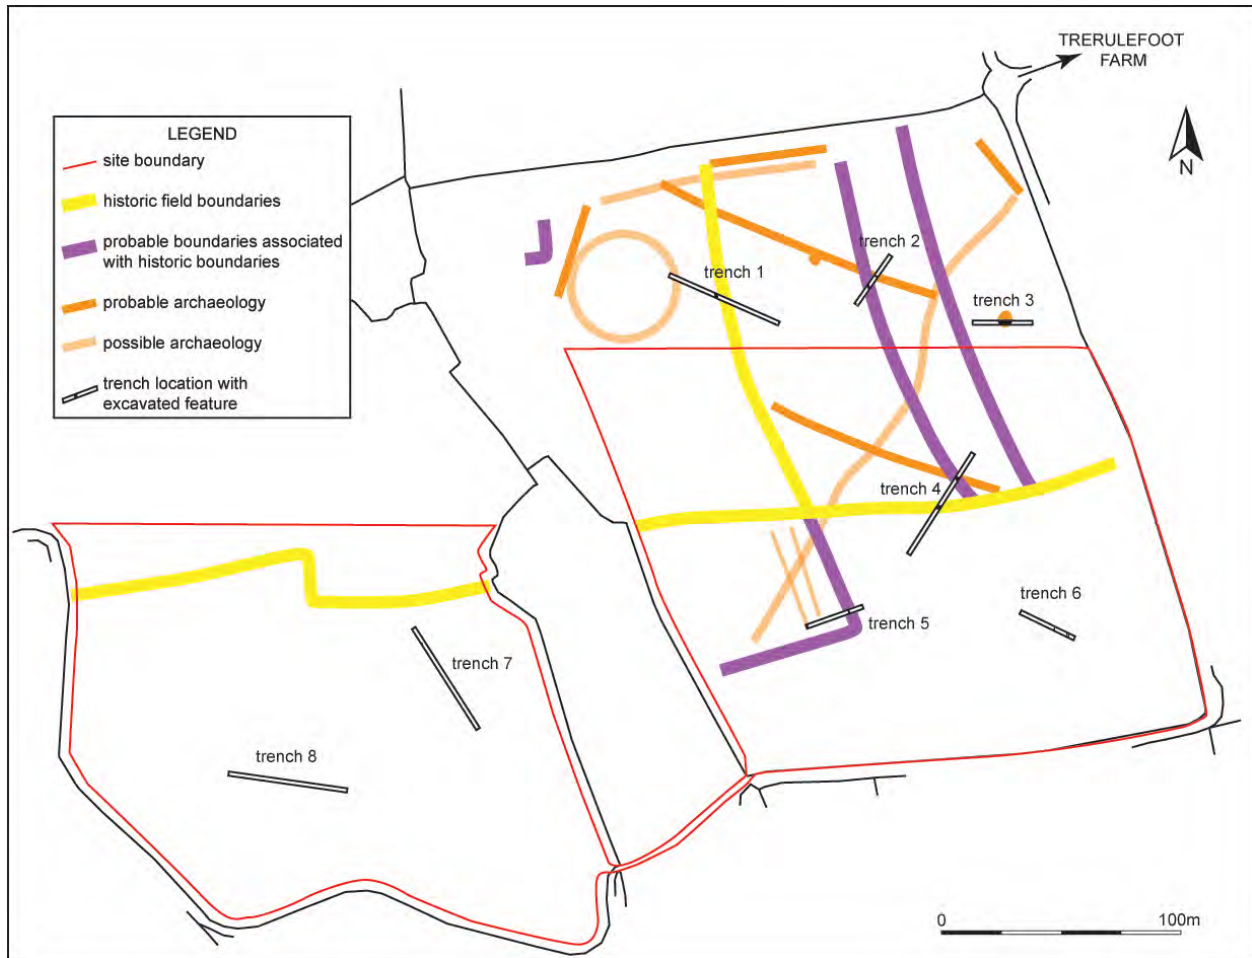 TRERULEFOOT
FARM
N
LEGEND
site boundary
historic field boundaries
probable boundaries associated
with historic boundaries
probable archaeology
possible archaeology
trench location with
excavated feature
trench 1
trench 2
trench 3
trench 4
trench 5
trench 6
trench 7
trench 8
0
100m